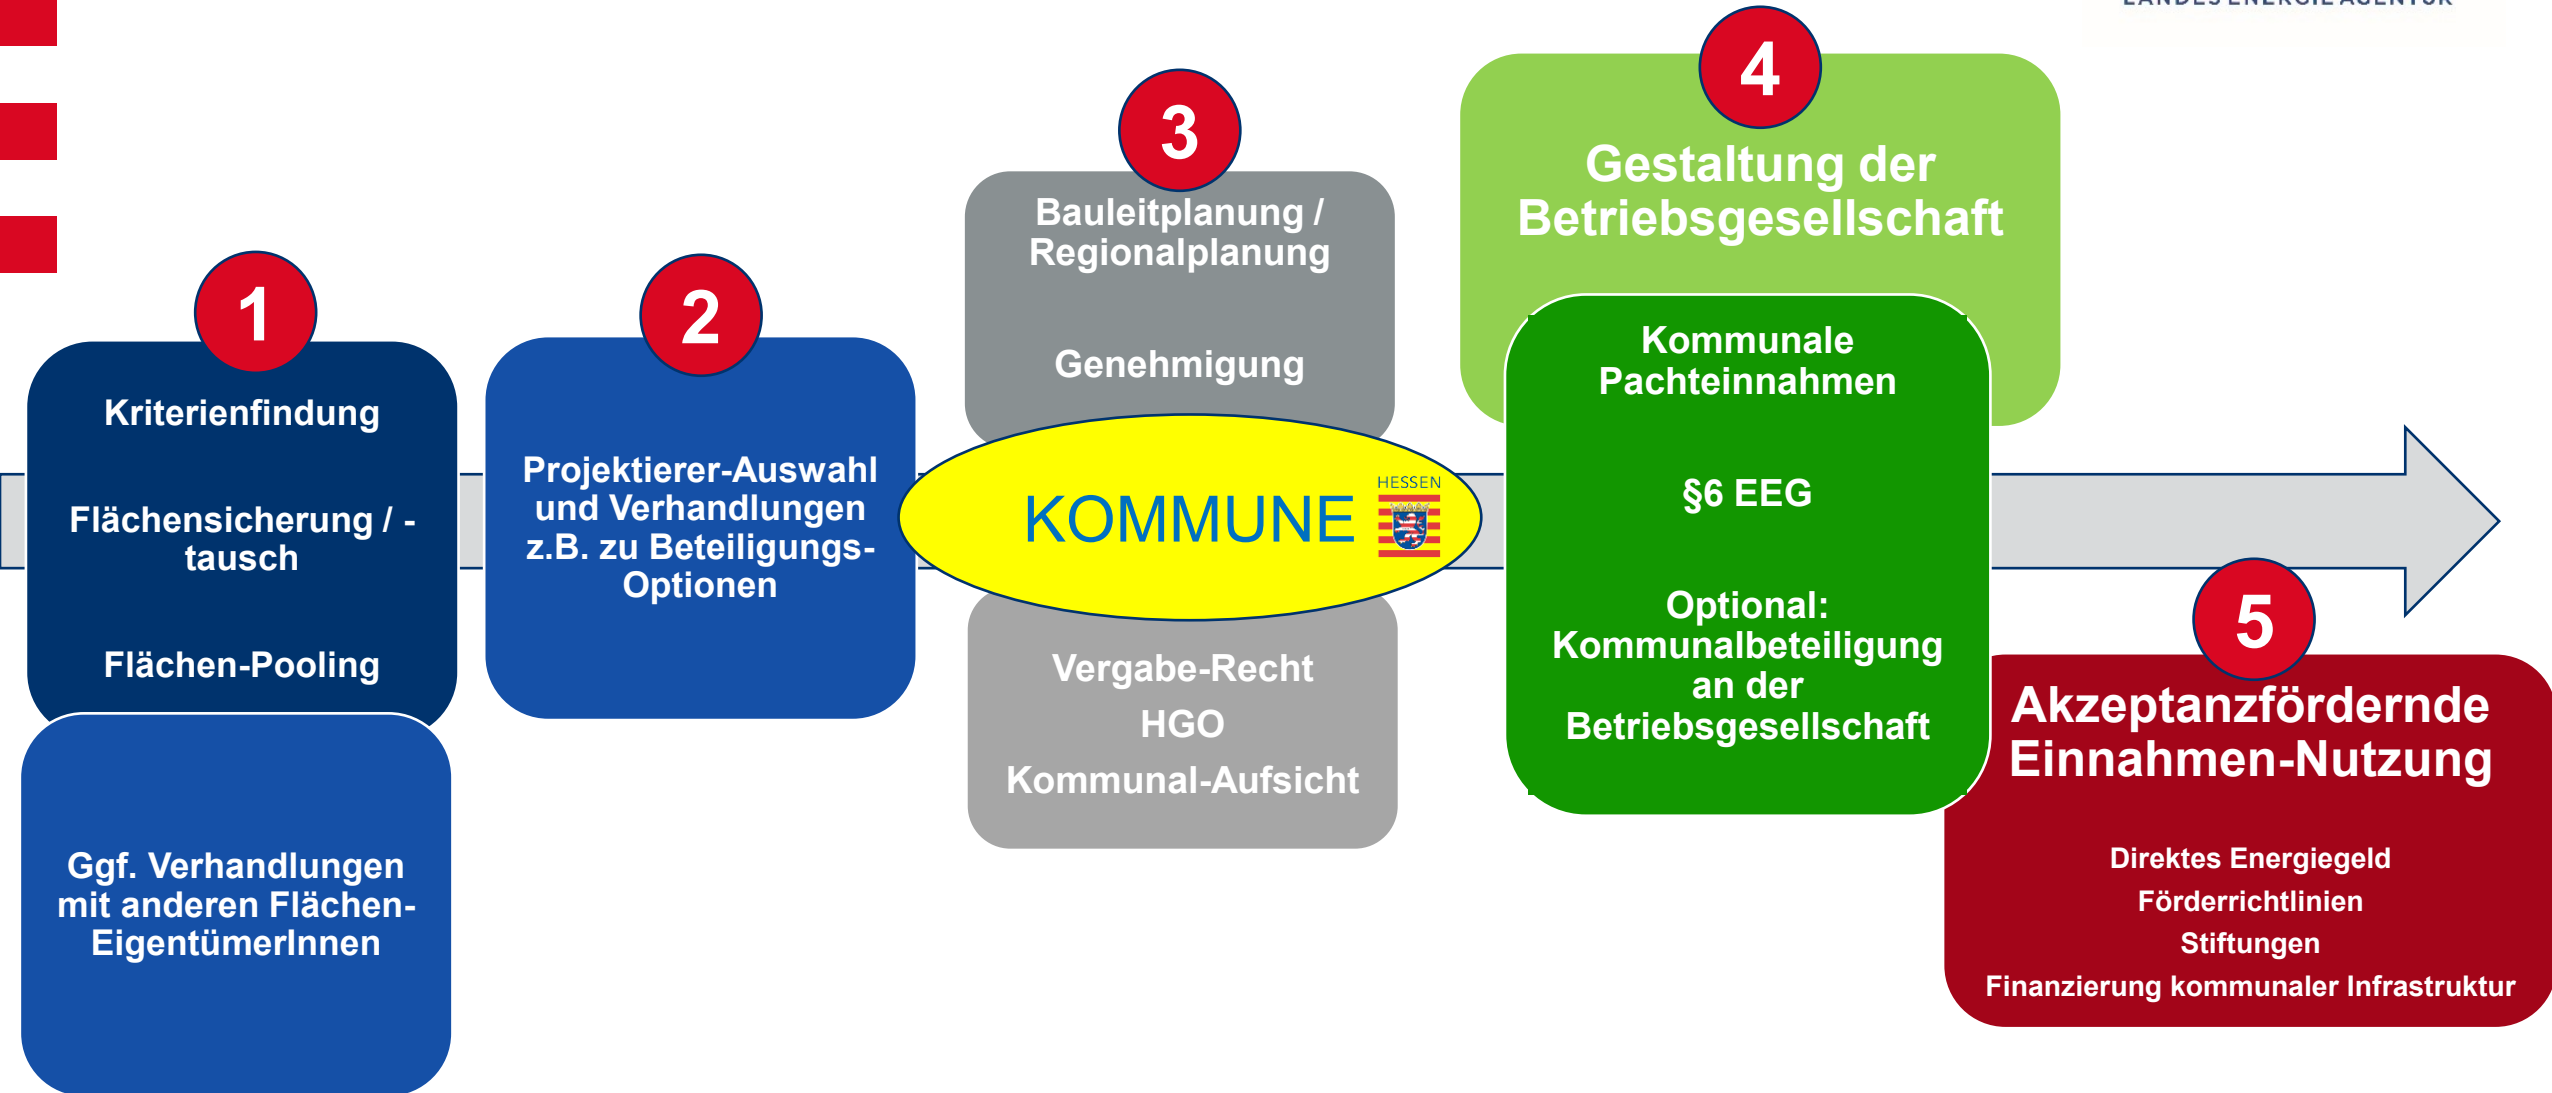 LANDESENERGIEAGENTUR
1
Kriterienfindung
Flächensicherung / -
tausch
Flächen-Pooling
Ggf. Verhandlungen
mit anderen Flächen-
EigentümerInnen
2
Projektierer-Auswahl
und Verhandlungen
z.B. zu Beteiligungs-
Optionen
3
Bauleitplanung /
Regionalplanung
Genehmigung
KOMMUNE
HESSEN
Vergabe-Recht
HGO
Kommunal-Aufsicht
4
Gestaltung der
Betriebsgesellschaft
Kommunale
Pachteinnahmen
§6 EEG
Optional:
Kommunalbeteiligung
an der
Betriebsgesellschaft
5
Akzeptanzfördernde
Einnahmen-Nutzung
Direktes Energiegeld
Förderrichtlinien
Stiftungen
Finanzierung kommunaler Infrastruktur